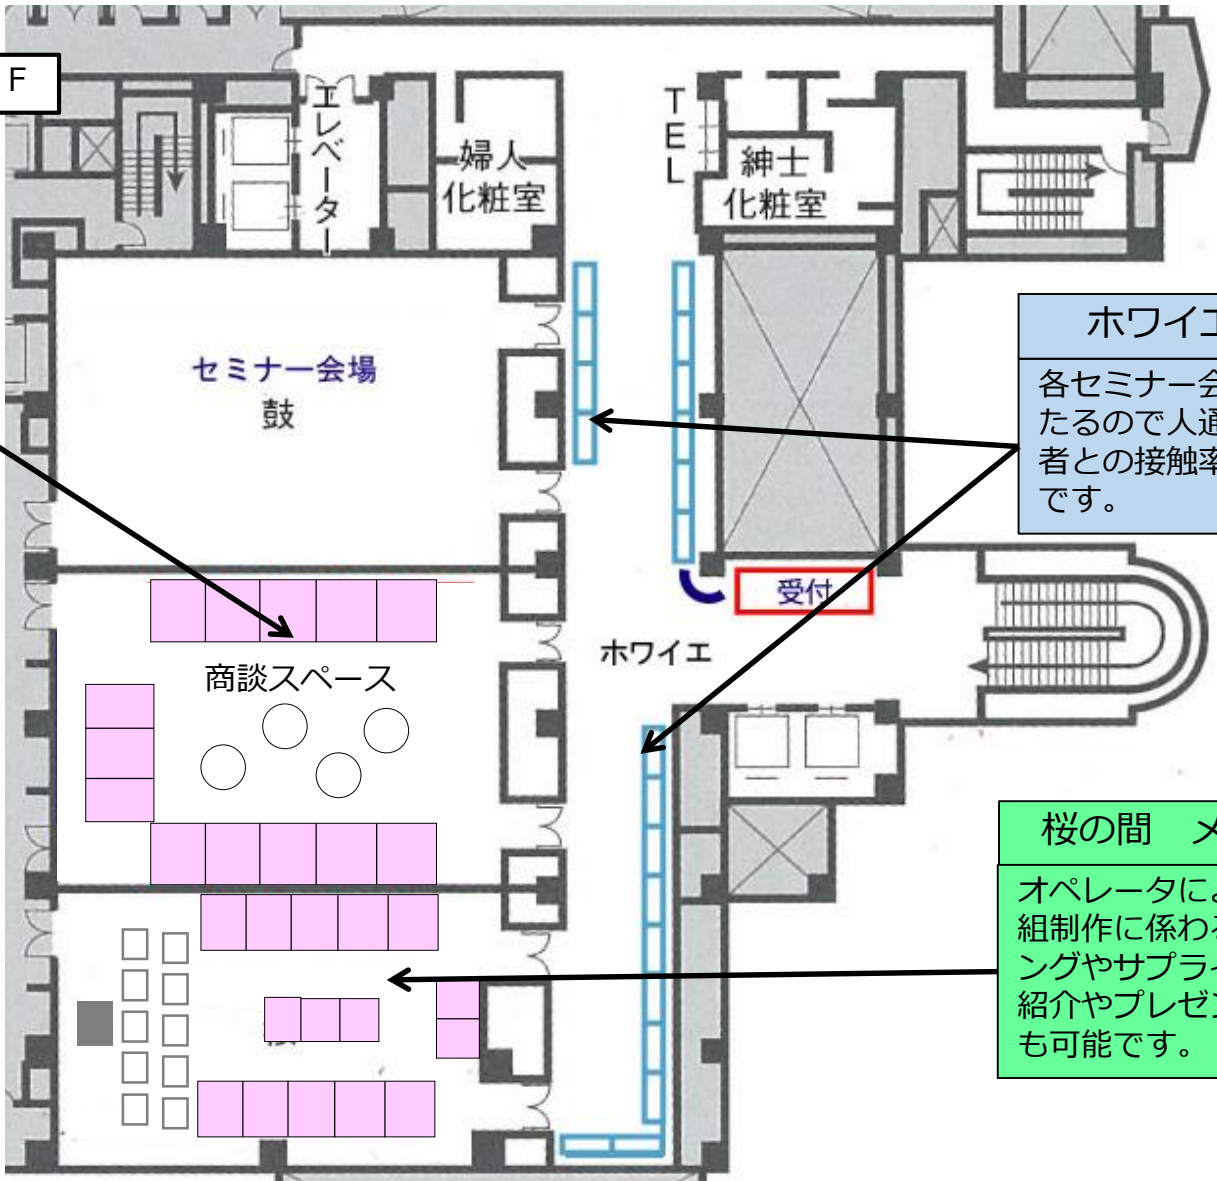 F
エレベーター
婦人
化粧室
TEL
紳士
化粧室
セミナー会場
鼓
ホワイエ
各セミナー会
たるので人通
者との接触率
です。
受付
ホワイエ
商談スペース
桜の間 メ
オペレータによ
組制作に係わる
ングやサプライ
紹介やプレゼン
も可能です。